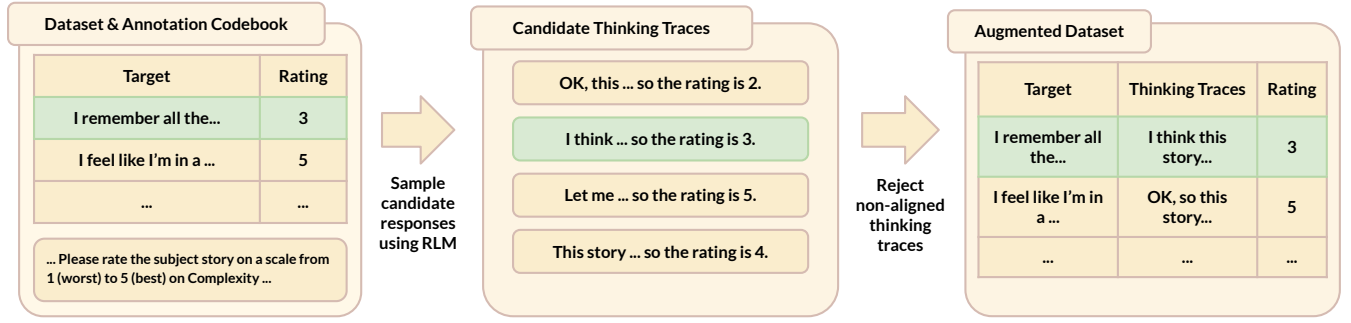 Dataset & Annotation Codebook
Target Rating
I remember all the... 3
I feel like I'm in a ... 5
... ...
... Please rate the subject story on a scale from
1 (worst) to 5 (best) on Complexity ...
Sample
candidate
responses
using RLM
Candidate Thinking Traces
OK, this ... so the rating is 2.
I think ... so the rating is 3.
Let me ... so the rating is 5.
This story ... so the rating is 4.
Reject
non-aligned
thinking
traces
Augmented Dataset
Target Thinking Traces Rating
I remember all I think this
the... story... 3
I feel like I'm in OK, so this
a ... story... 5
... ... ...